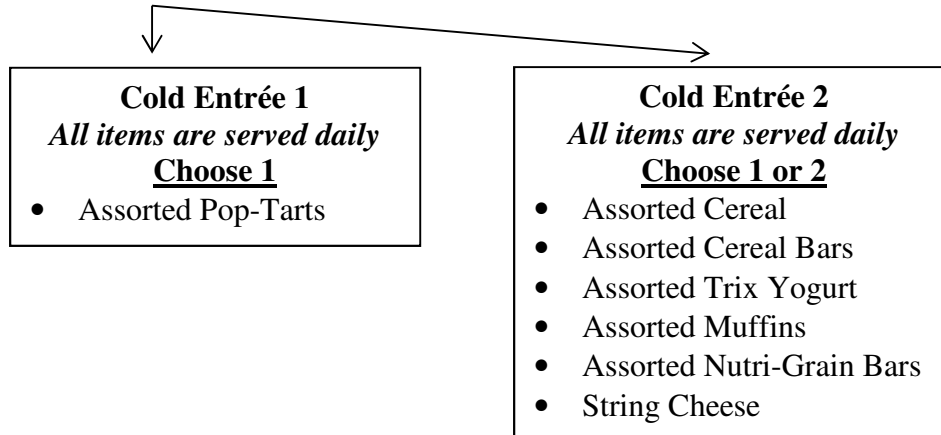 Cold Entrée 1
All items are served daily
Choose 1
• Assorted Pop-Tarts
Cold Entrée 2
All items are served daily
Choose 1 or 2
• Assorted Cereal
• Assorted Cereal Bars
• Assorted Trix Yogurt
• Assorted Muffins
• Assorted Nutri-Grain Bars
• String Cheese